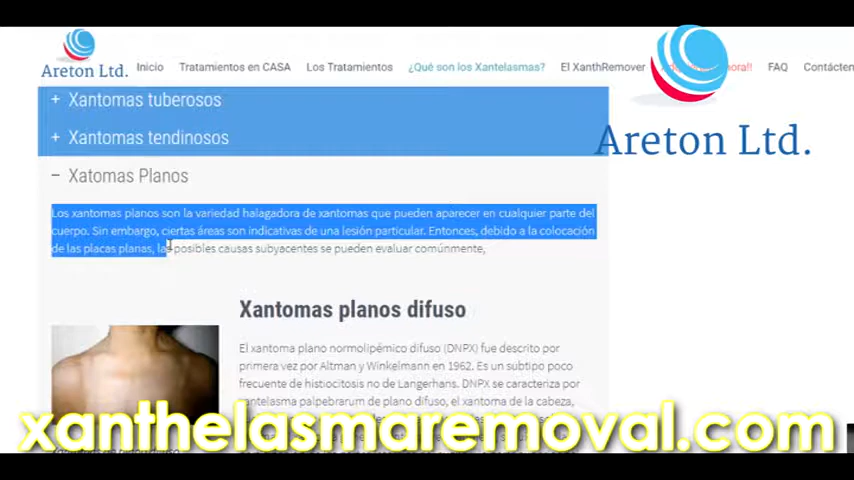 Areton Ltd.
Inicio Tratamientos en CASA Los Tratamientos ¿Qué son los Xantelasmas? El XanthRemover ahora!! FAQ Contácten
Areton Ltd.
+ Xantomas tuberosos
+ Xantomas tendinosos
− Xatomas Planos
Los xantomas planos son la variedad halagadora de xantomas que pueden aparecer en cualquier parte del
cuerpo. Sin embargo, ciertas áreas son indicativas de una lesión particular. Entonces, debido a la colocación
de las placas planas, las posibles causas subyacentes se pueden evaluar comúnmente,
Xantomas planos difuso
El xantoma plano normolipémico difuso (DNPX) fue descrito por
primera vez por Altman y Winkelmann en 1962. Es un subtipo poco
frecuente de histiocitosis no de Langerhans. DNPX se caracteriza por
xantelasma palpebrarum de plano difuso, el xantoma de la cabeza,
xanthelasmaremoval.com